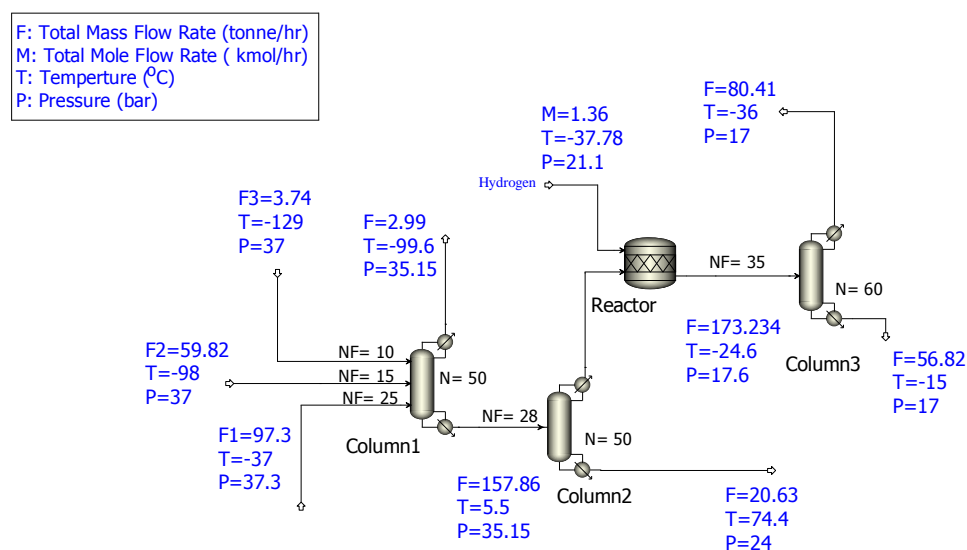 F: Total Mass Flow Rate (tonne/hr)
M: Total Mole Flow Rate ( kmol/hr)
T: Temperture (⁰C)
P: Pressure (bar)
F=80.41
T=-36
P=17
M=1.36
T=-37.78
P=21.1
Hydrogen
F3=3.74
T=-129
P=37
F=2.99
T=-99.6
P=35.15
NF= 35
Reactor
N= 60
F=173.234
T=-24.6
P=17.6
Column3
F=56.82
T=-15
P=17
F2=59.82
T=-98
P=37
NF= 10
NF= 15
NF= 25
N= 50
Column1
F1=97.3
T=-37
P=37.3
NF= 28
N= 50
Column2
F=157.86
T=5.5
P=35.15
F=20.63
T=74.4
P=24